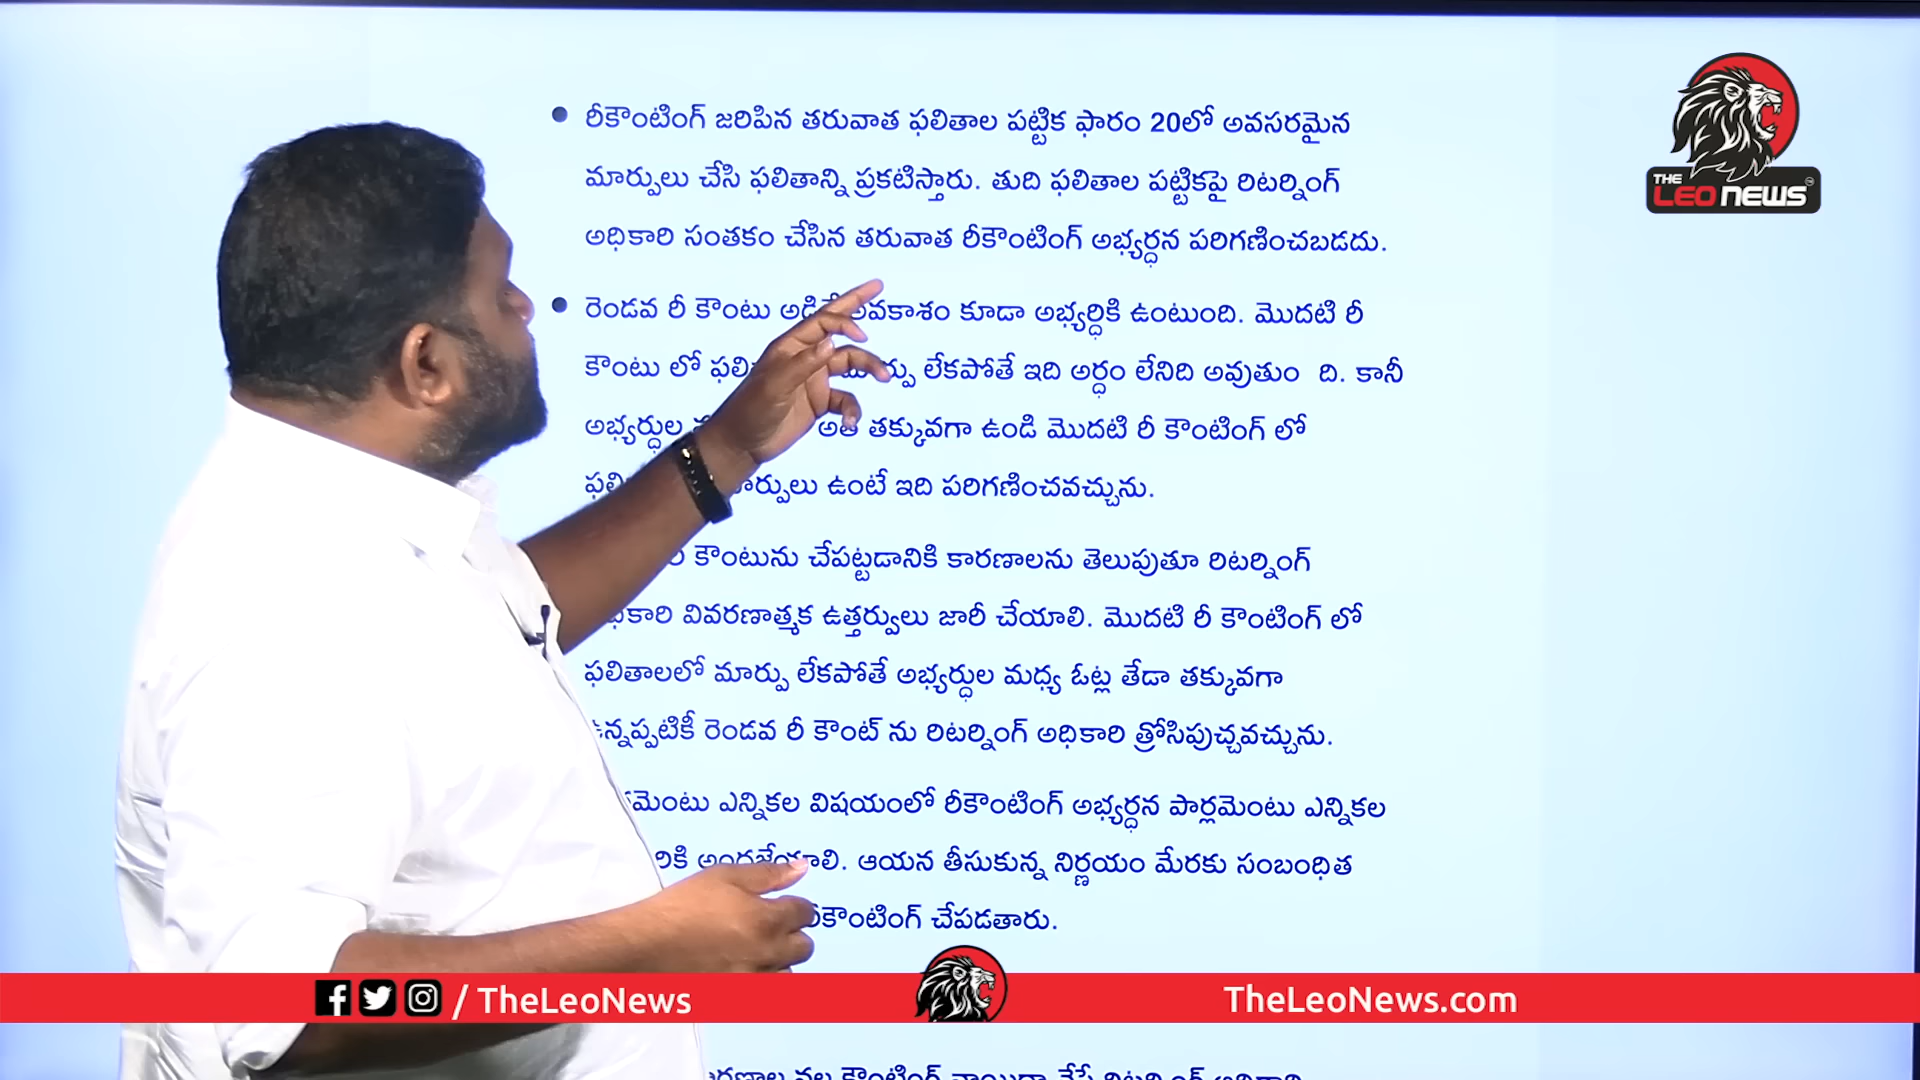 రీకౌంటింగ్ జరిపిన తరువాత ఫలితాల పట్టిక ఫారం 20లో అవసరమైన
మార్పులు చేసి ఫలితాన్ని ప్రకటిస్తారు. తుది ఫలితాల పట్టికపై రిటర్నింగ్
అధికారి సంతకం చేసిన తరువాత రీకౌంటింగ్ అభ్యర్ధన పరిగణించబడదు.
రెండవ రీ కౌంటు కూడా అభ్యర్ధికి ఉంటుంది. మొదటి రీ
కౌంటు లో లేకపోతే ఇది అర్ధం లేనిది అవుతుం ది. కానీ
అభ్యర్ధుల తక్కువగా ఉండి మొదటి రీ కౌంటింగ్ లో
ఉంటే ఇది పరిగణించవచ్చును.
కౌంటును చేపట్టడానికి కారణాలను తెలుపుతూ రిటర్నింగ్
వివరణాత్మక ఉత్తర్వులు జారీ చేయాలి. మొదటి రీ కౌంటింగ్ లో
ఫలితాలలో మార్పు లేకపోతే అభ్యర్ధుల మధ్య ఓట్ల తేడా తక్కువగా
ఉన్నప్పటికీ రెండవ రీ కౌంట్ ను రిటర్నింగ్ అధికారి త్రోసిపుచ్చవచ్చును.
ఎన్నికల విషయంలో రీకౌంటింగ్ అభ్యర్ధన పార్లమెంటు ఎన్నికల
ఆయన తీసుకున్న నిర్ణయం మేరకు సంబంధిత
రీకౌంటింగ్ చేపడతారు.
THE
LEO NEWS
/ TheLeoNews
TheLeoNews.com